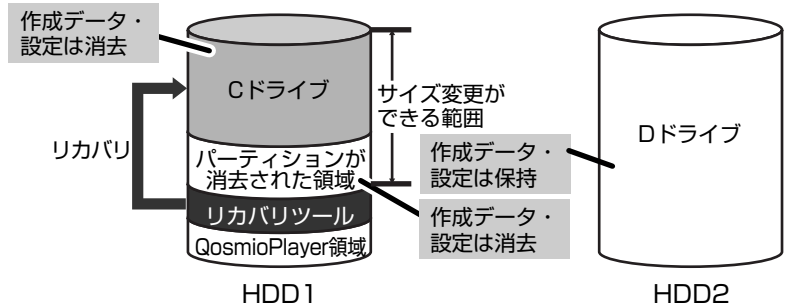 作成データ・
設定は消去
Cドライブ
サイズ変更が
できる範囲
リカバリ
パーティションが
消去された領域
リカバリツール
QosmioPlayer領域
HDD1
作成データ・
設定は保持
作成データ・
設定は消去
Dドライブ
HDD2